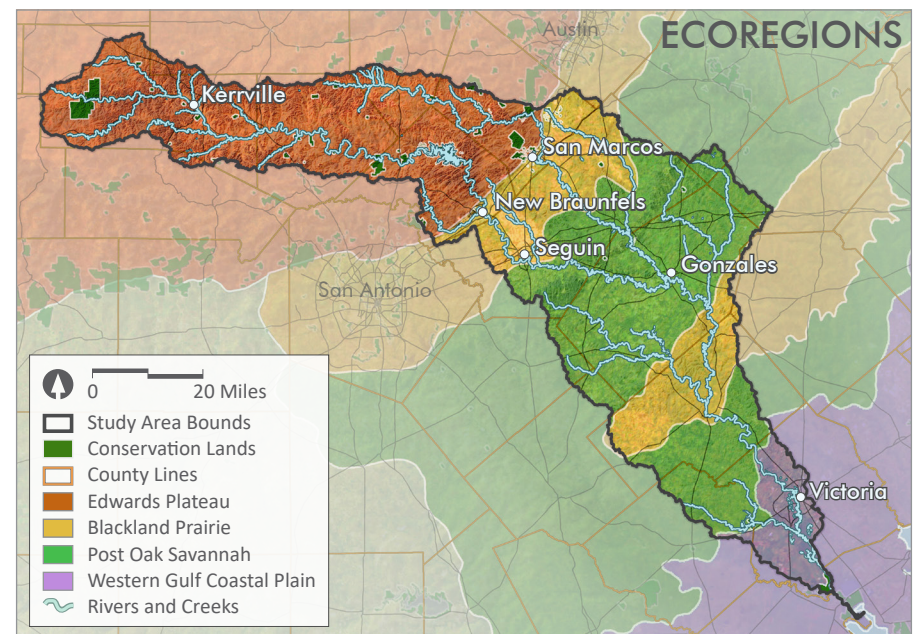 Austin
ECOREGIONS
Kerrville
San Marcos
New Braunfels
Seguin
Gonzales
San Antonio
Victoria
0 20 Miles
Study Area Bounds
Conservation Lands
County Lines
Edwards Plateau
Blackland Prairie
Post Oak Savannah
Western Gulf Coastal Plain
Rivers and Creeks